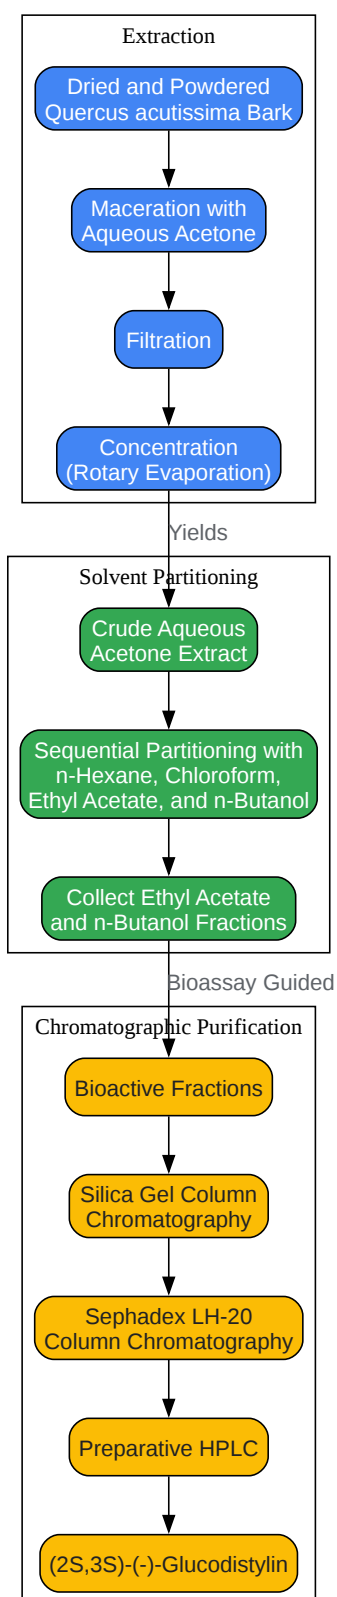 Extraction
Dried and Powdered
Quercus acutissima Bark
Maceration with
Aqueous Acetone
Filtration
Concentration
(Rotary Evaporation)
Yields
Solvent Partitioning
Crude Aqueous
Acetone Extract
Sequential Partitioning with
n-Hexane, Chloroform,
Ethyl Acetate, and n-Butanol
Collect Ethyl Acetate
and n-Butanol Fractions
Bioassay Guided
Chromatographic Purification
Bioactive Fractions
Silica Gel Column
Chromatography
Sephadex LH-20
Column Chromatography
Preparative HPLC
(2S,3S)-(-)-Glucodistylin